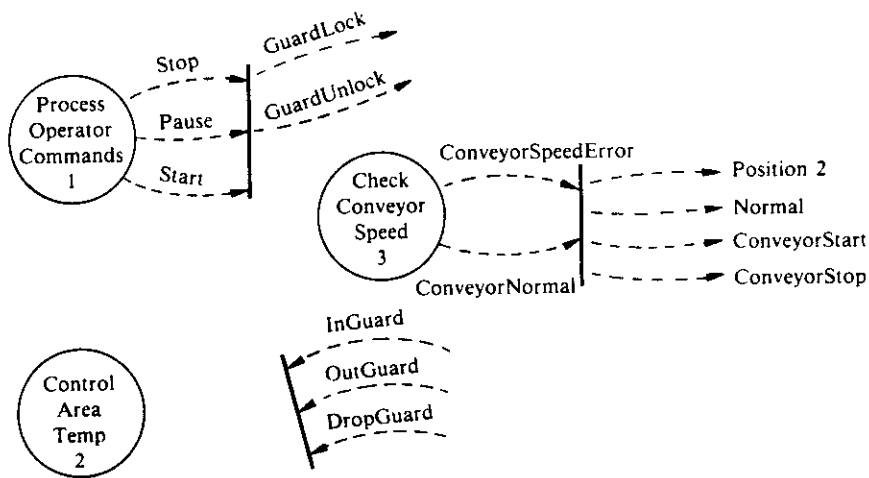 GuardLock
Stop
GuardUnlock
Process
Operator
Commands
1
Pause
Start
ConveyorSpeedError
Check
Conveyor
Speed
3
Position 2
Normal
ConveyorStart
ConveyorStop
ConveyorNormal
InGuard
OutGuard
DropGuard
Control
Area
Temp
2